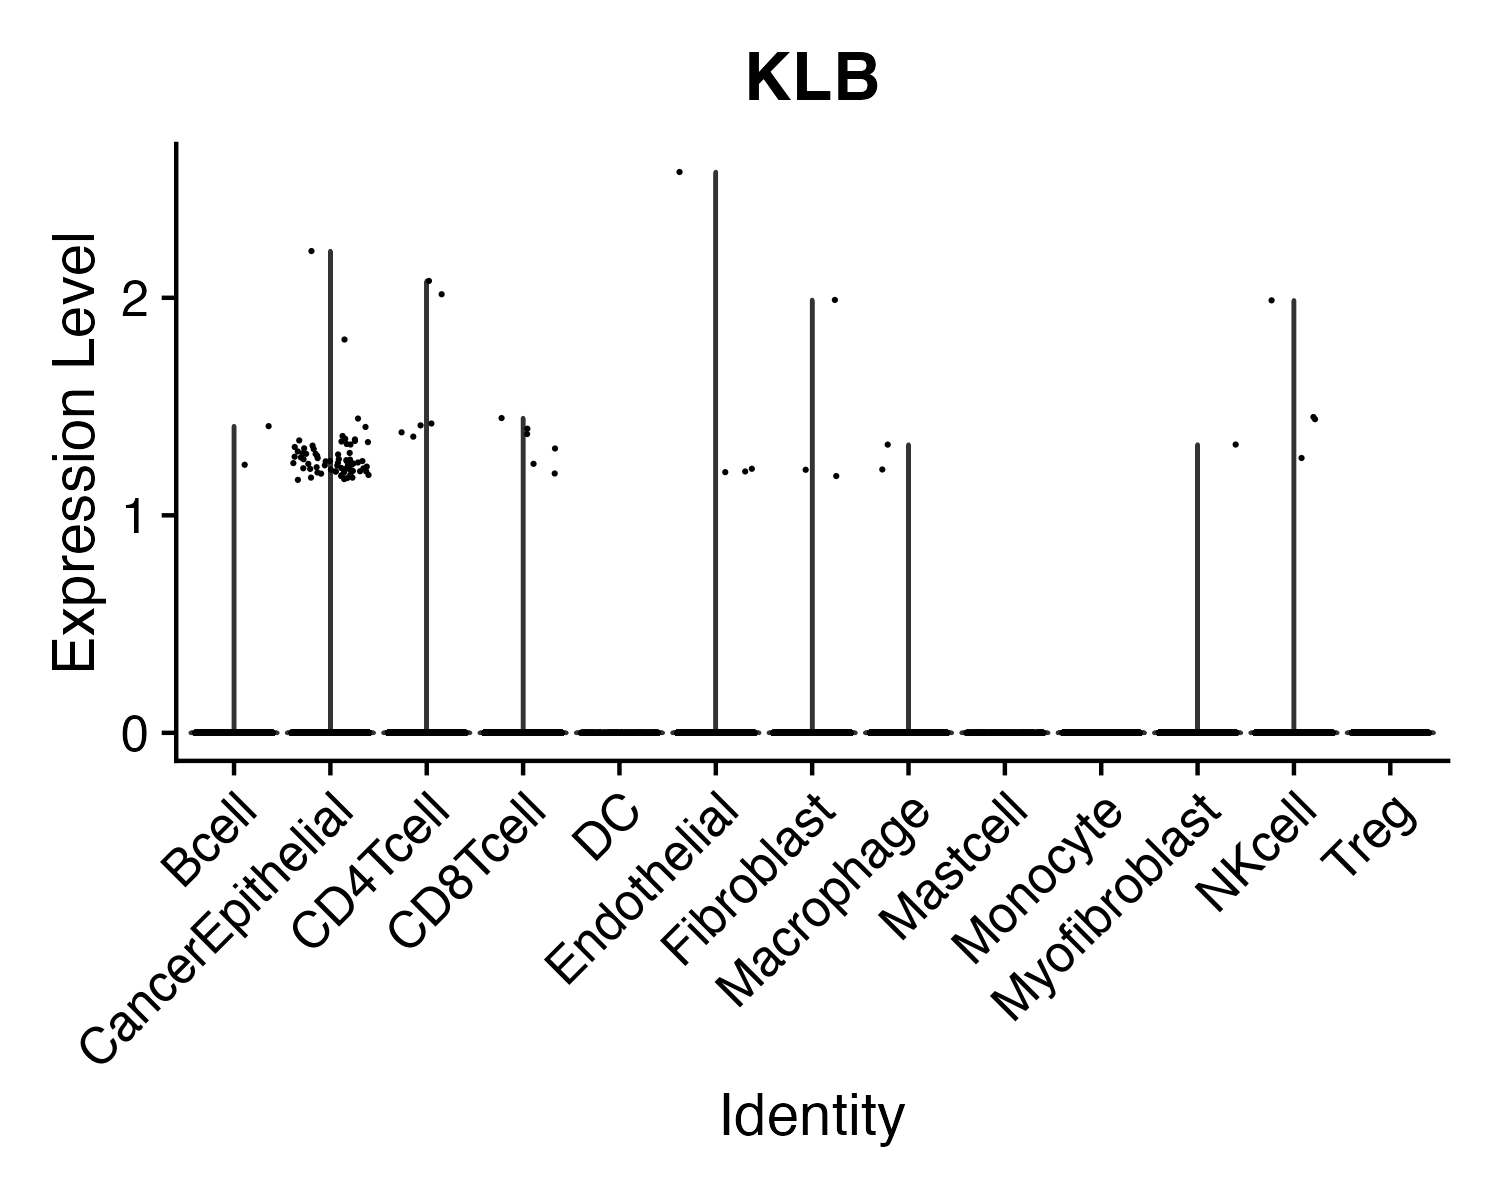 KLB
Expression Level
2
1
0
Bcell
CancerEpithelial
CD4Tcell
CD8Tcell
DC
Endothelial
Fibroblast
Macrophage
Mastcell
Monocyte
Myofibroblast
NKcell
Treg
Identity